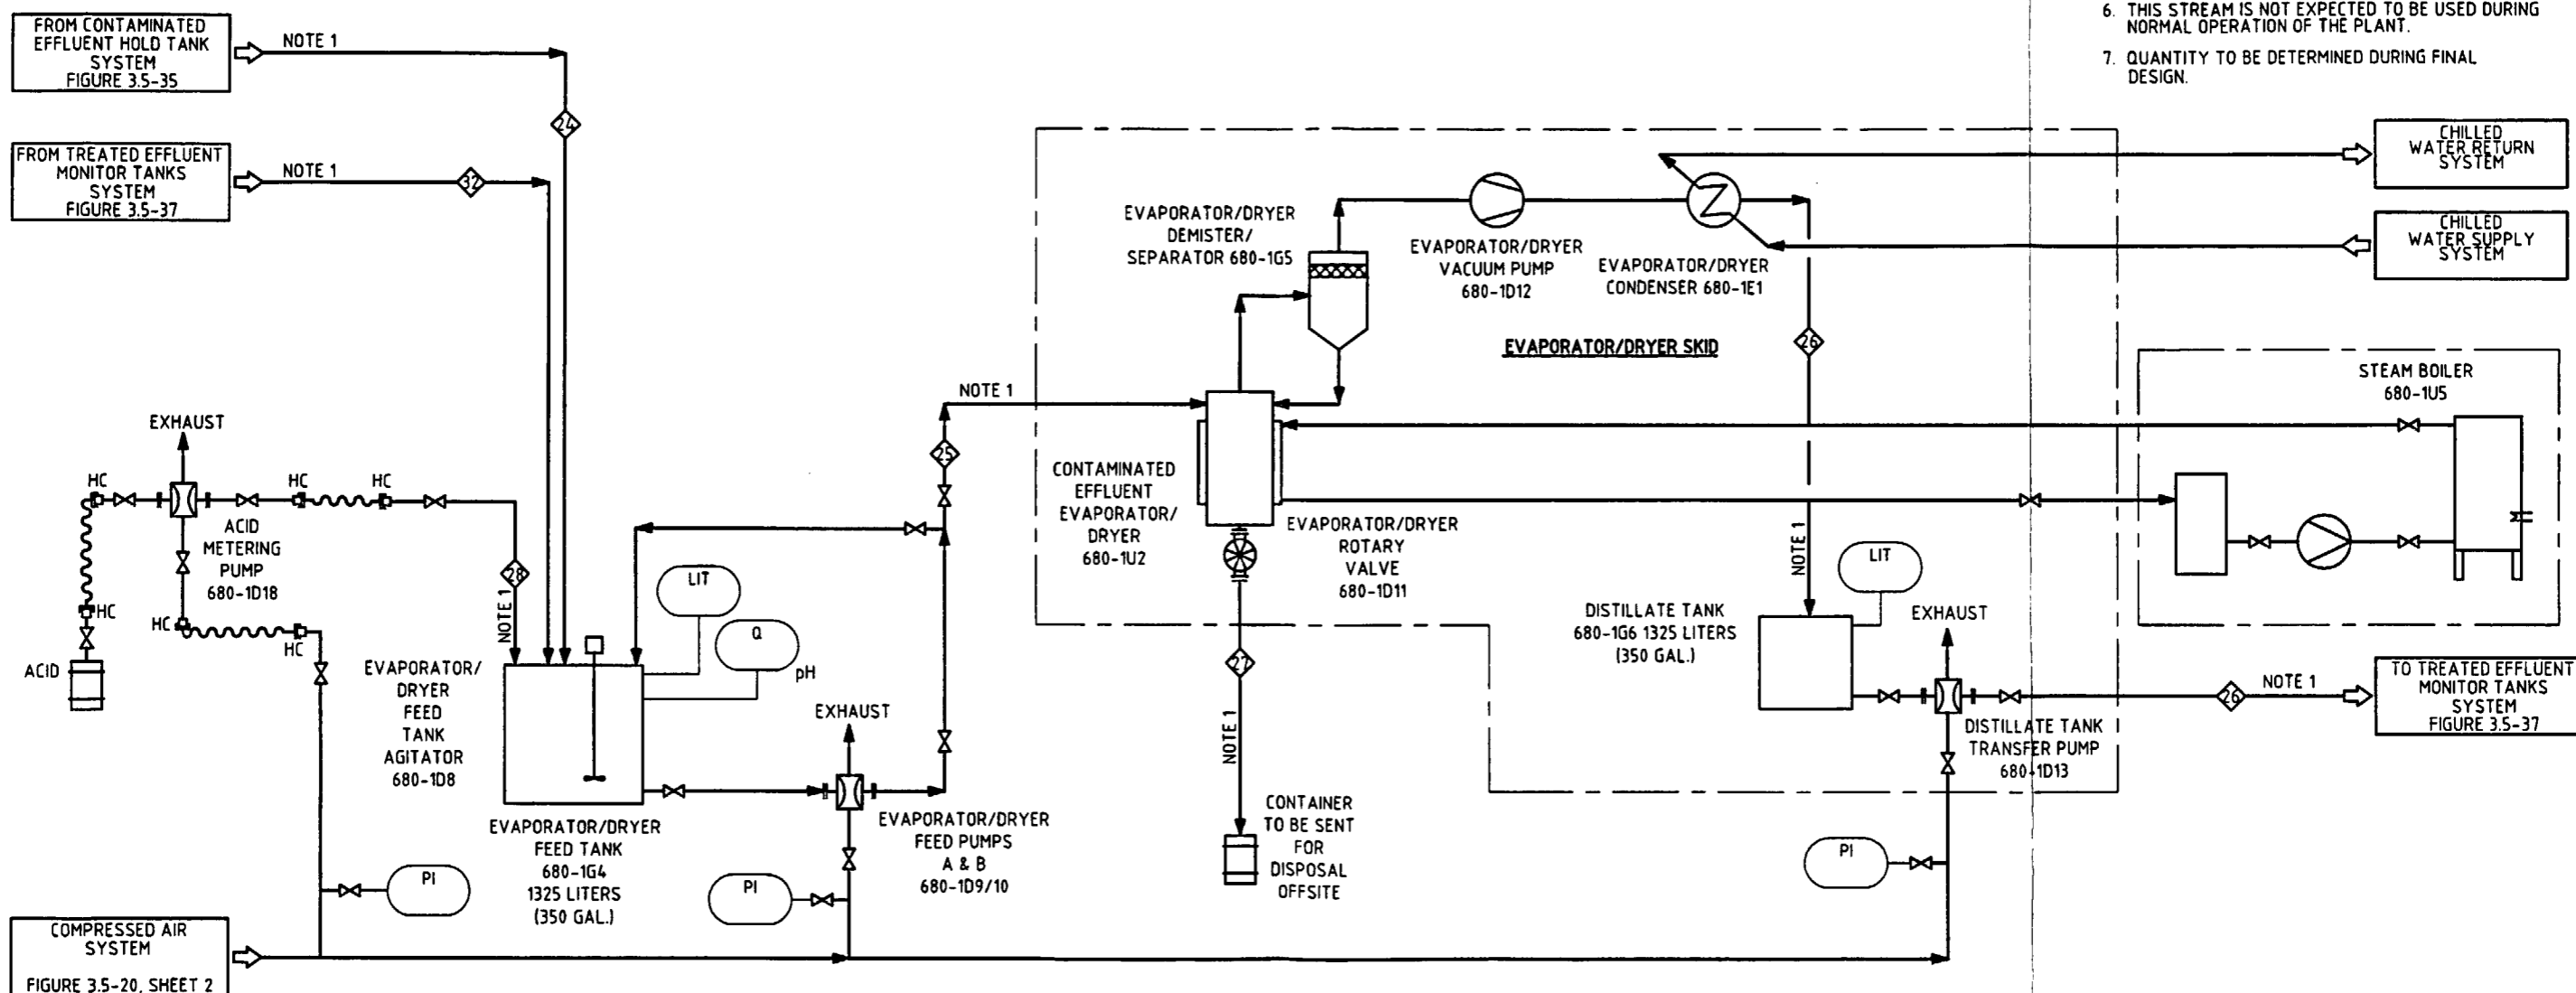 FROM CONTAMINATED
EFFLUENT HOLD TANK
SYSTEM
FIGURE 3.5-35
NOTE 1
24
FROM TREATED EFFLUENT
MONITOR TANKS
SYSTEM
FIGURE 3.5-37
NOTE 1
32
6. THIS STREAM IS NOT EXPECTED TO BE USED DURING
NORMAL OPERATION OF THE PLANT.
7. QUANTITY TO BE DETERMINED DURING FINAL
DESIGN.
CHILLED
WATER RETURN
SYSTEM
CHILLED
WATER SUPPLY
SYSTEM
EVAPORATOR/DRYER
DEMISTER/
SEPARATOR 680-1G5
EVAPORATOR/DRYER
VACUUM PUMP
680-1D12
EVAPORATOR/DRYER
CONDENSER 680-1E1
EVAPORATOR/DRYER SKID
26
STEAM BOILER
680-1U5
NOTE 1
25
EXHAUST
HC
HC
HC
ACID
METERING
PUMP
680-1D18
HC
HC
HC
ACID
28
NOTE 1
CONTAMINATED
EFFLUENT
EVAPORATOR/
DRYER
680-1U2
EVAPORATOR/DRYER
ROTARY
VALVE
680-1D11
NOTE 1
LIT
Q
pH
LIT
EXHAUST
DISTILLATE TANK
680-1G6 1325 LITERS
(350 GAL.)
EVAPORATOR/
DRYER
FEED
TANK
AGITATOR
680-1D8
27
NOTE 1
EXHAUST
26
NOTE 1
TO TREATED EFFLUENT
MONITOR TANKS
SYSTEM
FIGURE 3.5-37
DISTILLATE TANK
TRANSFER PUMP
680-1D13
EVAPORATOR/DRYER
FEED TANK
680-1G4
1325 LITERS
(350 GAL.)
EVAPORATOR/DRYER
FEED PUMPS
A & B
680-1D9/10
CONTAINER
TO BE SENT
FOR
DISPOSAL
OFFSITE
PI
PI
PI
COMPRESSED AIR
SYSTEM
FIGURE 3.5-20, SHEET 2